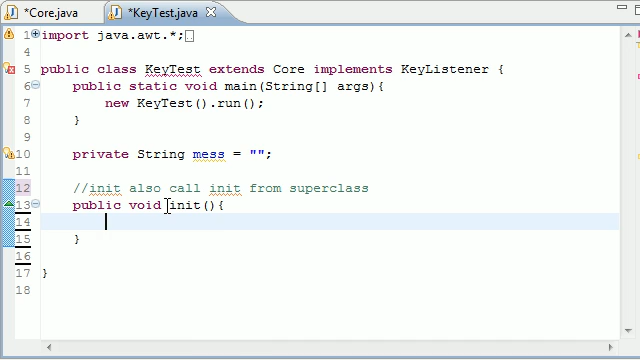 *Core.java
*KeyTest.java
1 import java.awt.*;
4
5 public class KeyTest extends Core implements KeyListener {
6 public static void main(String[] args){
7 new KeyTest().run();
8 }
9
10 private String mess = "";
11
12 //init also call init from superclass
13 public void init(){
14
15 }
16
17 }
18